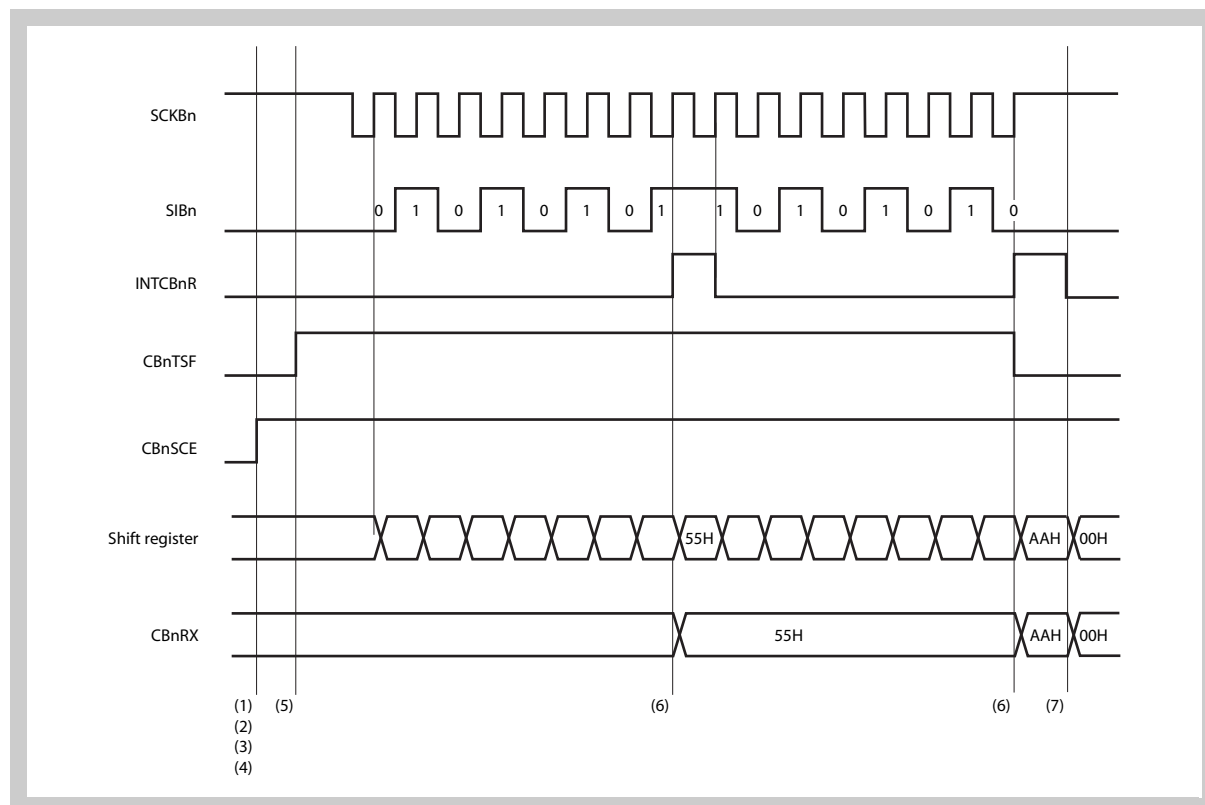 SCKBn
SIBn 0 1 0 1 0 1 0 1 1 0 1 0 1 0 1 0
INTCBnR
CBnTSF
CBnSCE
Shift register 55H AAH 00H
CBnRX 55H AAH 00H
(1) (5) (6) (6) (7)
(2)
(3)
(4)